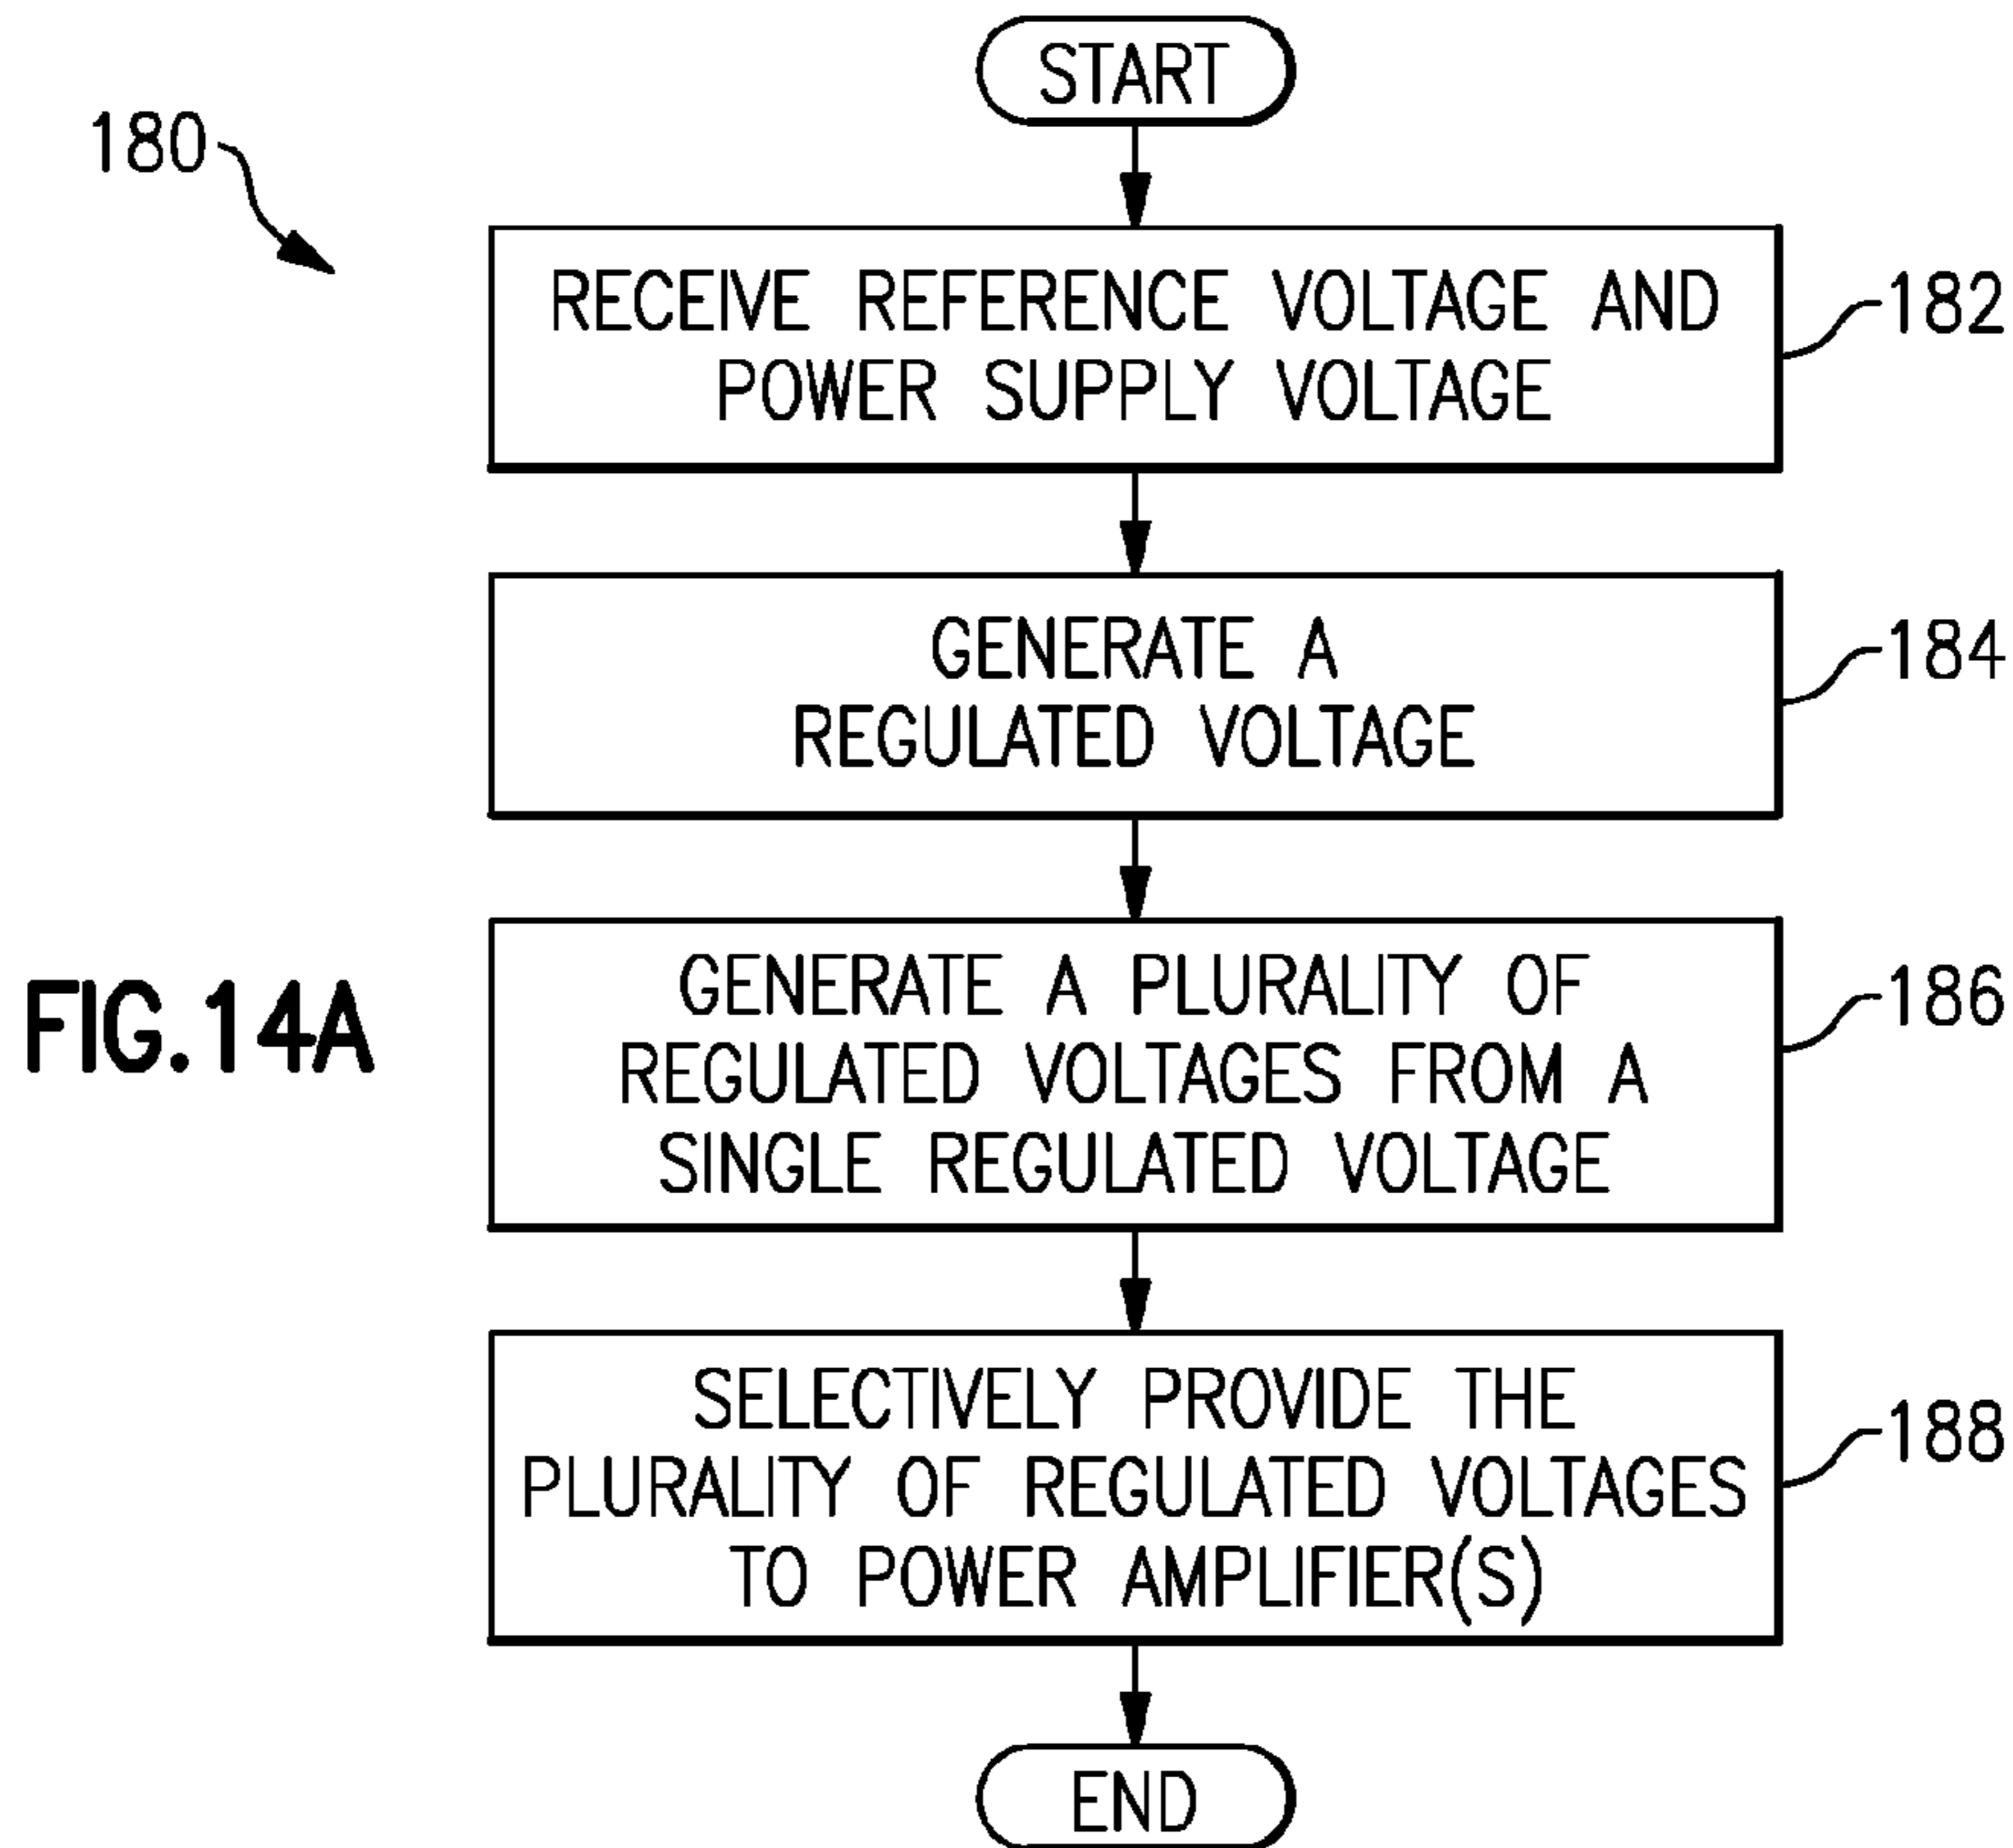 START
180
RECEIVE REFERENCE VOLTAGE AND
POWER SUPPLY VOLTAGE
182
GENERATE A
REGULATED VOLTAGE
184
GENERATE A PLURALITY OF
REGULATED VOLTAGES FROM A
SINGLE REGULATED VOLTAGE
186
FIG.14A
SELECTIVELY PROVIDE THE
PLURALITY OF REGULATED VOLTAGES
TO POWER AMPLIFIER(S)
188
END